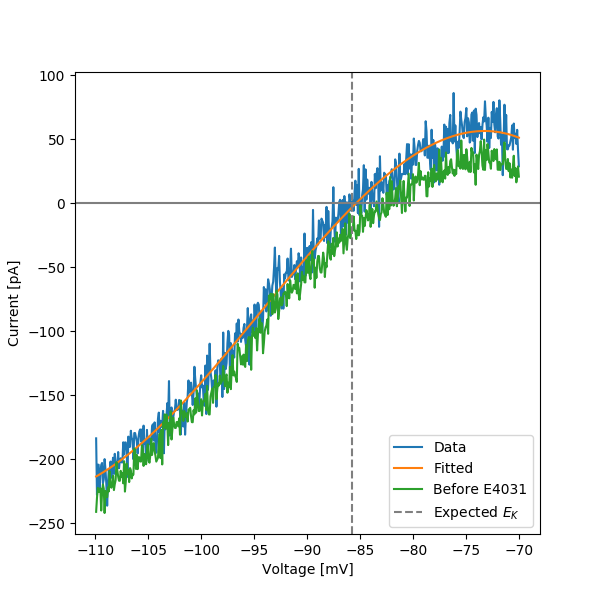 100
50
0
−50
−100
−150
−200
−250
Current [pA]
Data
Fitted
Before E4031
Expected E_K
−110 −105 −100 −95 −90 −85 −80 −75 −70
Voltage [mV]